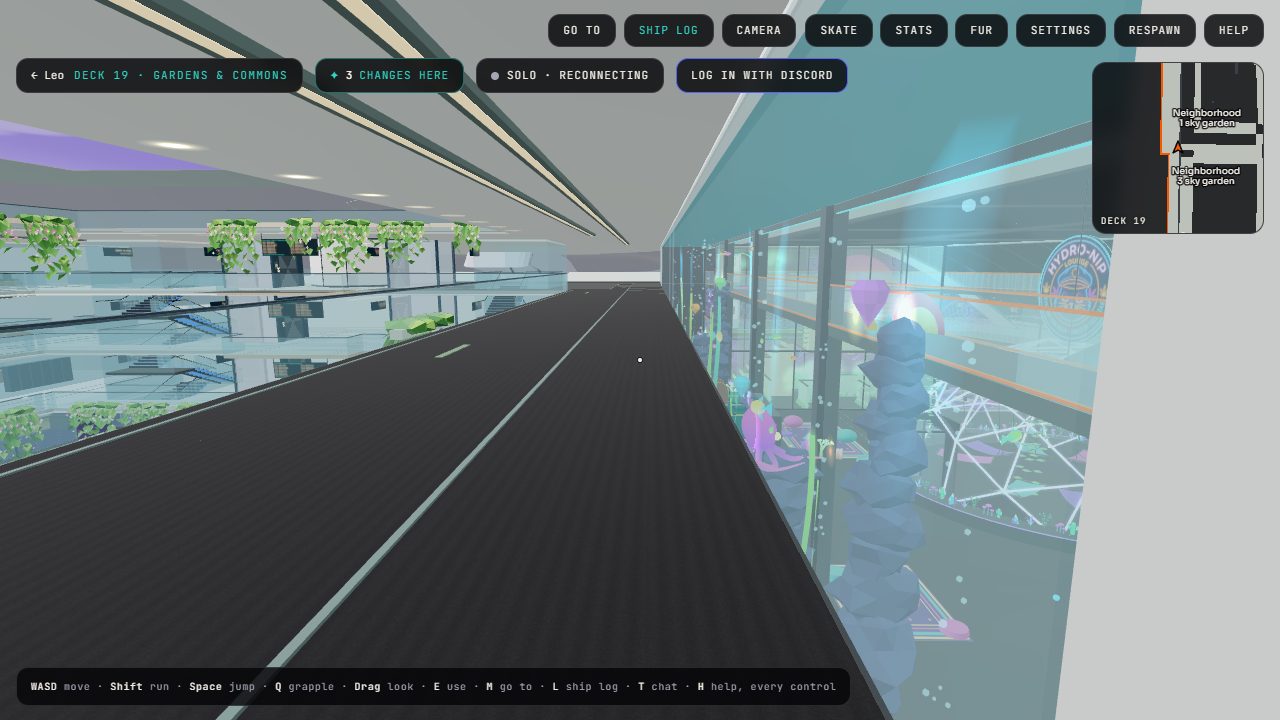 GO TO
SHIP LOG
CAMERA
SKATE
STATS
FUR
SETTINGS
RESPAWN
HELP
← Leo DECK 19 · GARDENS & COMMONS
✦ 3 CHANGES HERE
SOLO · RECONNECTING
LOG IN WITH DISCORD
Neighborhood
1 sky garden
Neighborhood
3 sky garden
DECK 19
HYDRO-NIP
LOUNGE
WASD move · Shift run · Space jump · Q grapple · Drag look · E use · M go to · L ship log · T chat · H help, every control